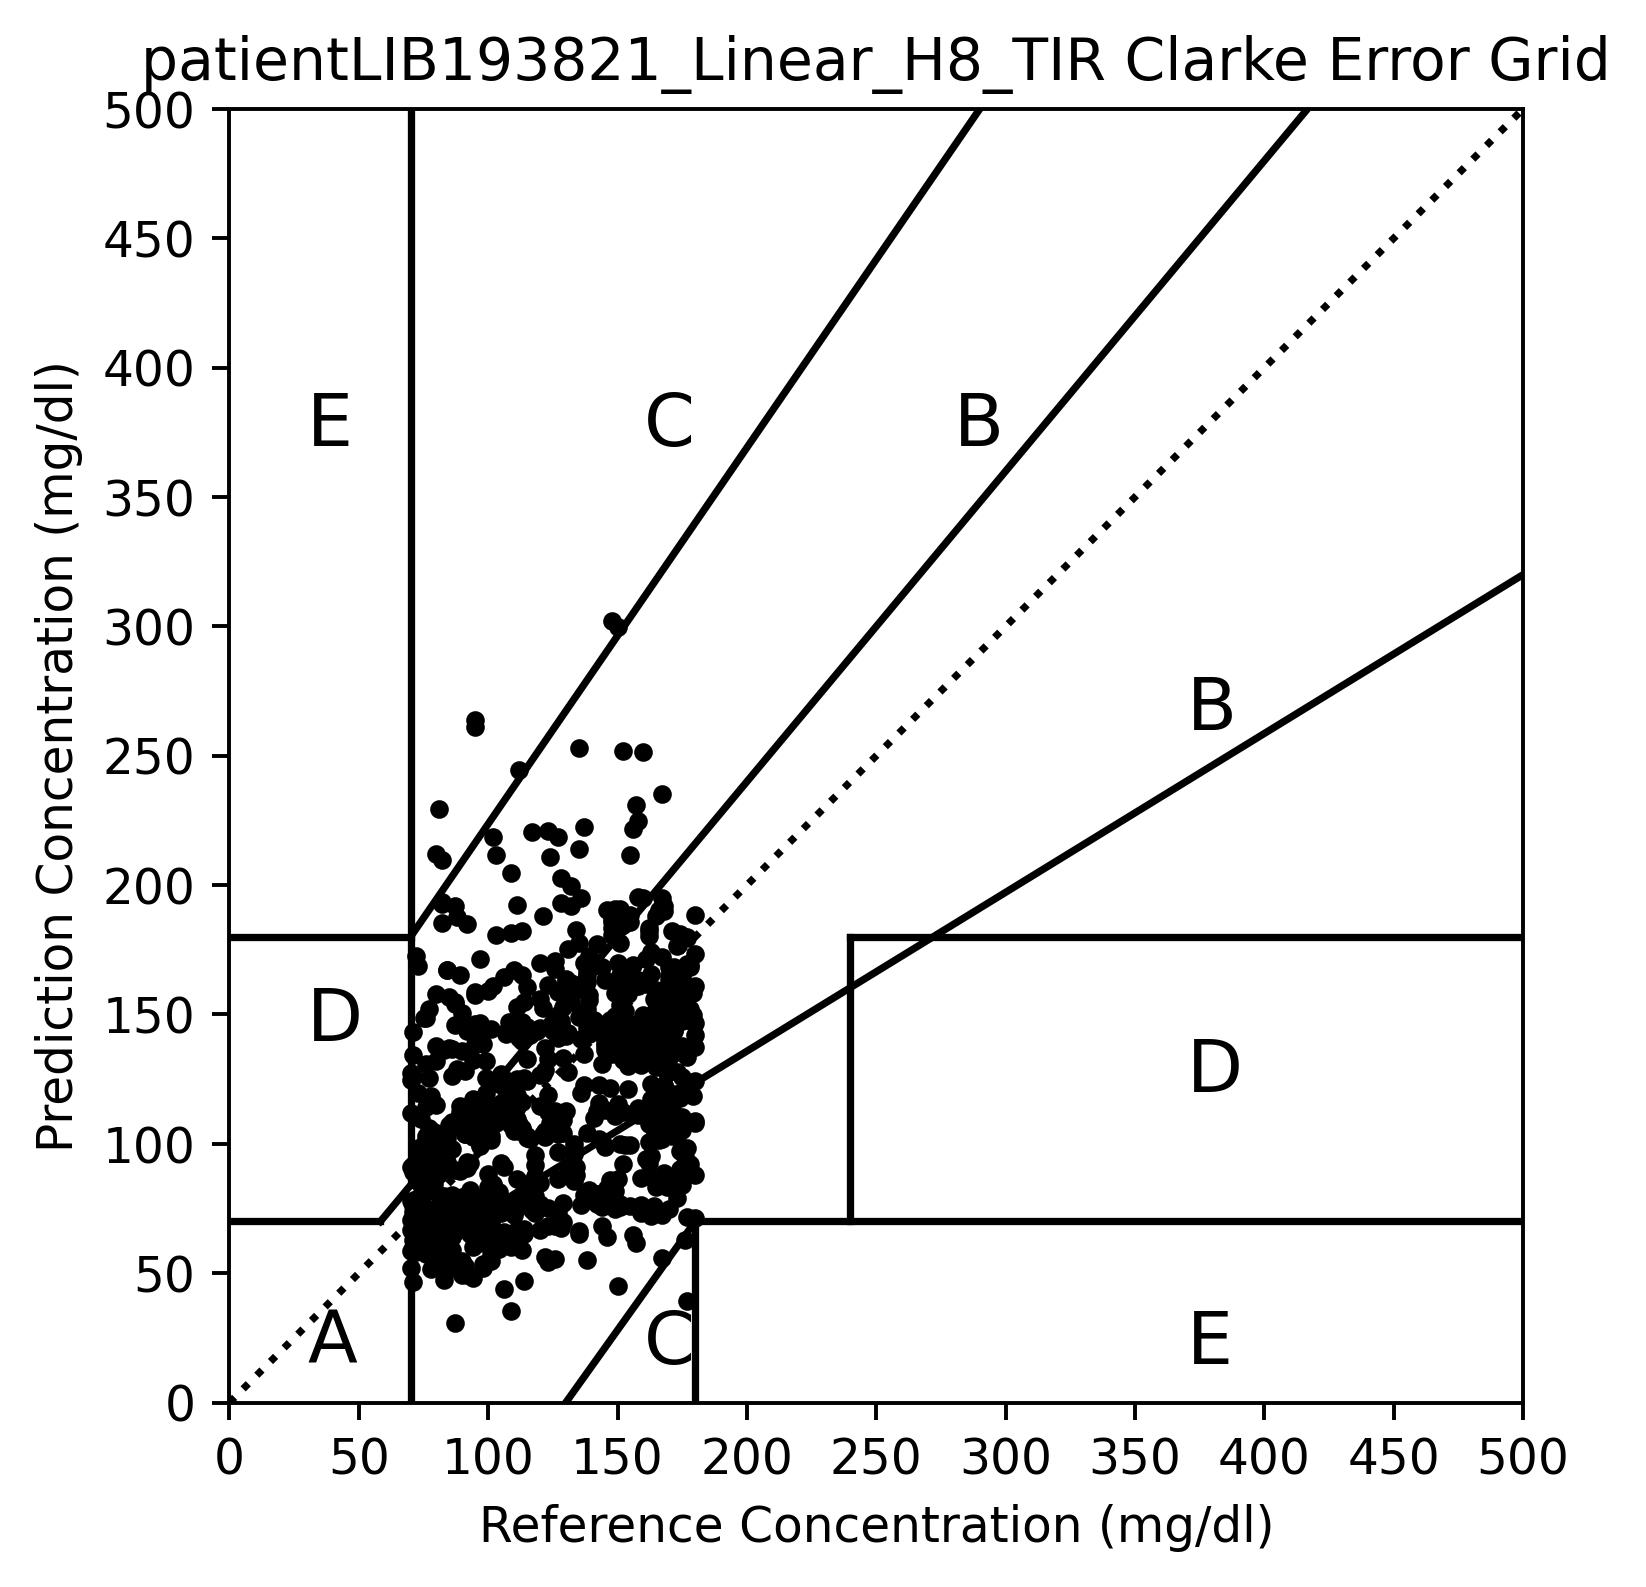 patientLIB193821_Linear_H8_TIR Clarke Error Grid
500
450
400
350
300
250
200
150
100
50
0
E
C
B
B
D
D
A
C
E
0 50 100 150 200 250 300 350 400 450 500
Prediction Concentration (mg/dl)
Reference Concentration (mg/dl)